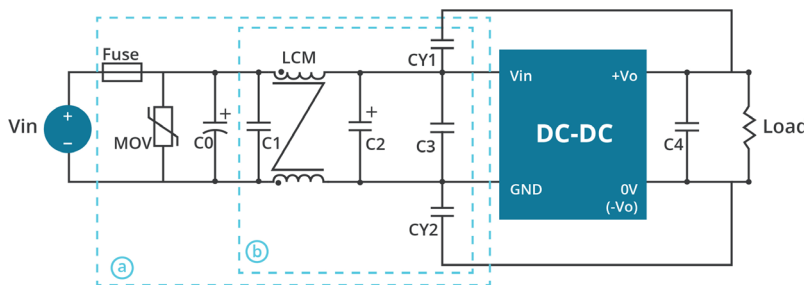 Fuse
LCM
CY1
Vin
+Vo
Vin
+
−
MOV
+
C0
C1
+
C2
C3
DC-DC
C4
Load
GND
0V
(-Vo)
CY2
a
b